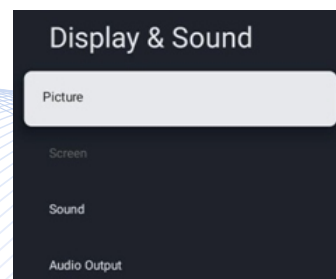 Display & Sound
Picture
Screen
Sound
Audio Output